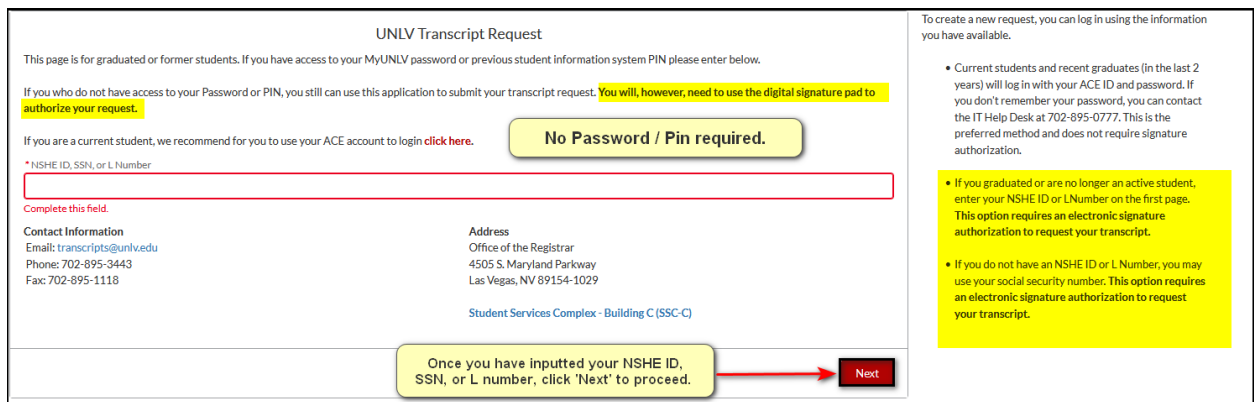 UNLV Transcript Request
This page is for graduated or former students. If you have access to your MyUNLV password or previous student information system PIN please enter below.
If you who do not have access to your Password or PIN, you still can use this application to submit your transcript request. You will, however, need to use the digital signature pad to
authorize your request.
If you are a current student, we recommend for you to use your ACE account to login click here.
No Password / Pin required.
* NSHE ID, SSN, or L Number
Complete this field.
Contact Information
Email: transcripts@unlv.edu
Phone: 702-895-3443
Fax: 702-895-1118
Address
Office of the Registrar
4505 S. Maryland Parkway
Las Vegas, NV 89154-1029
Student Services Complex - Building C (SSC-C)
Once you have inputted your NSHE ID,
SSN, or L number, click 'Next' to proceed.
Next
To create a new request, you can log in using the information
you have available.
• Current students and recent graduates (in the last 2
years) will log in with your ACE ID and password. If
you don't remember your password, you can contact
the IT Help Desk at 702-895-0777. This is the
preferred method and does not require signature
authorization.
• If you graduated or are no longer an active student,
enter your NSHE ID or LNumber on the first page.
This option requires an electronic signature
authorization to request your transcript.
• If you do not have an NSHE ID or L Number, you may
use your social security number. This option requires
an electronic signature authorization to request
your transcript.